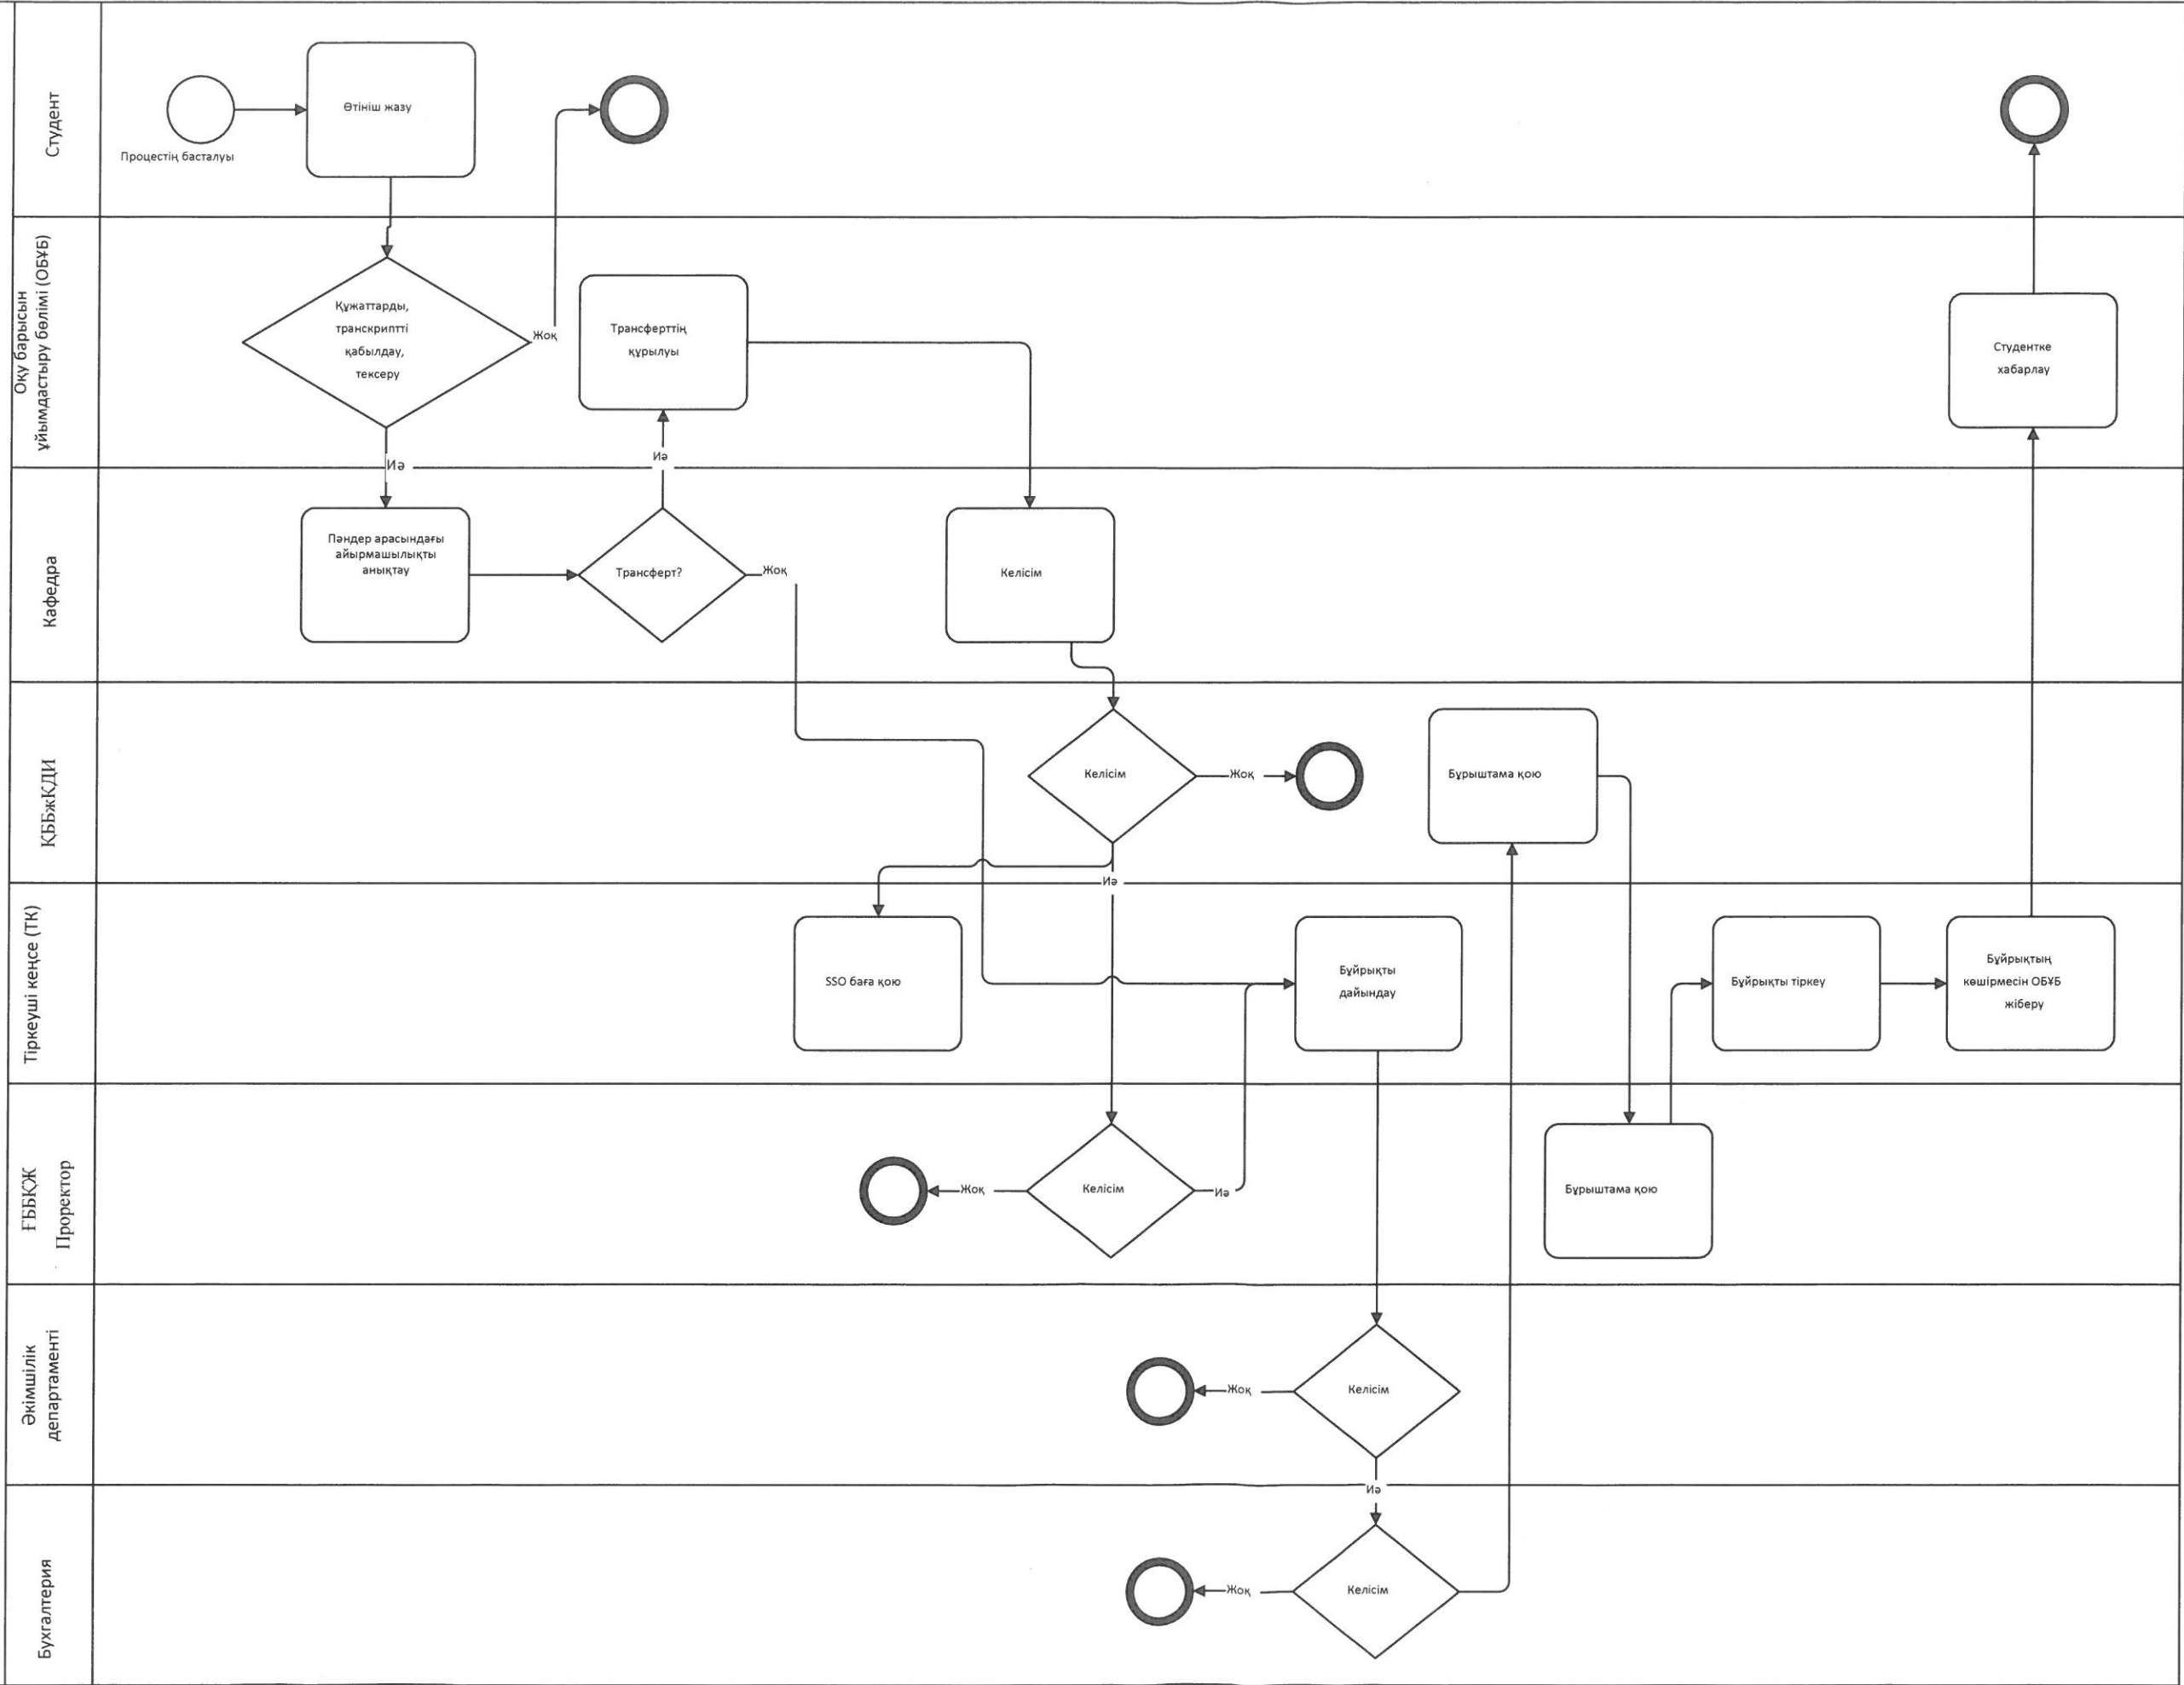 Студент
Процестің басталуы
Өтініш жазу
Оқу барысын
ұйымдастыру бөлімі (ОБҰБ)
Құжаттарды,
транскриптті
қабылдау,
тексеру
Жоқ
Трансферттің
құрылуы
Студентке
хабарлау
Иә
Иә
Кафедра
Пәндер арасындағы
айырмашылықты
анықтау
Трансферт?
Жоқ
Келісім
ҚББжКДИ
Келісім
Жоқ
Бұрыштама қою
Иә
Тіркеуші кеңсе (ТК)
SSO баға қою
Бұйрықты
дайындау
Бұйрықты тіркеу
Бұйрықтың
көшірмесін ОБҰБ
жіберу
ҒББҚЖ
Проректор
Жоқ
Келісім
Иә
Бұрыштама қою
Әкімшілік
департаменті
Жоқ
Келісім
Иә
Бухгалтерия
Жоқ
Келісім